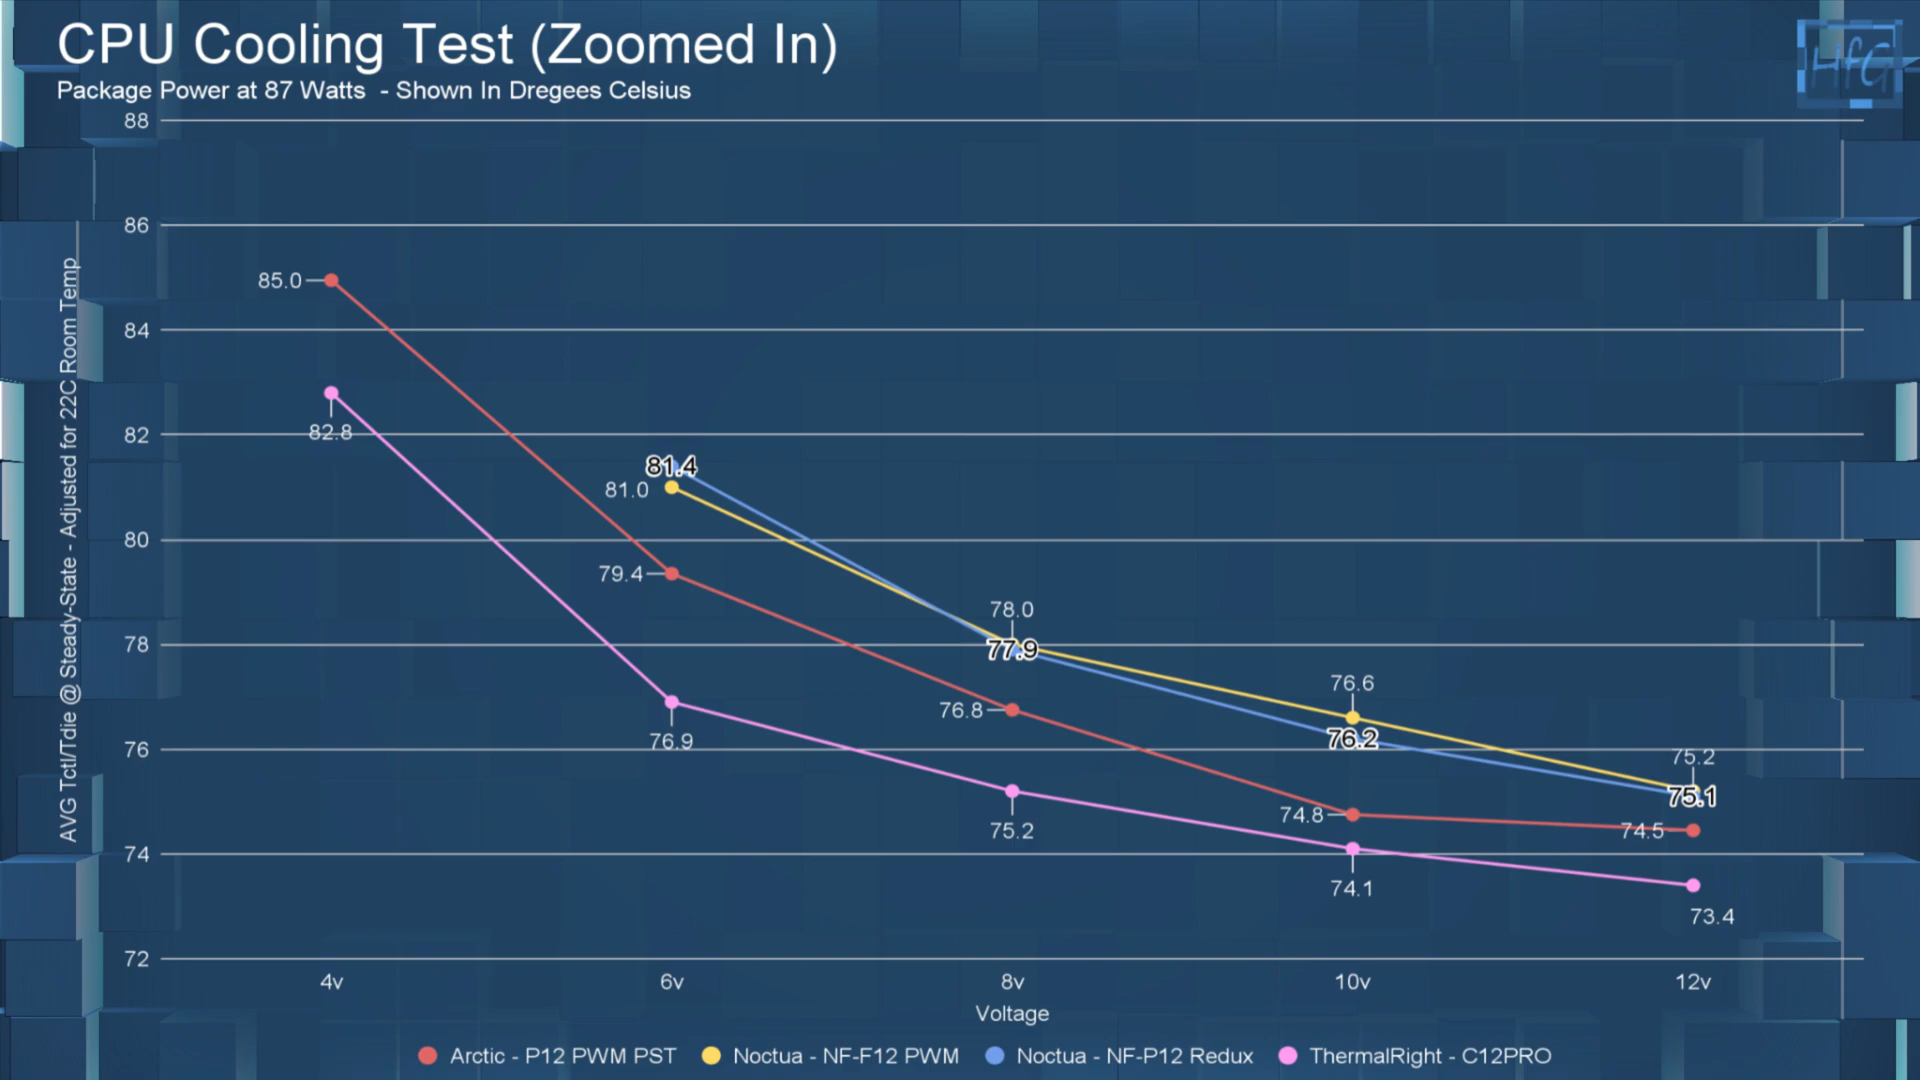 CPU Cooling Test (Zoomed In)
HfG
Package Power at 87 Watts - Shown In Dregees Celsius
88
86
84
82
80
78
76
74
72
AVG Tctl/Tdie @ Steady-State - Adjusted for 22C Room Temp
85.0
82.8
81.4
81.0
79.4
78.0
77.9
76.8
76.9
76.6
76.2
75.2
75.1
75.2
74.8
74.5
74.1
73.4
4v
6v
8v
10v
12v
Voltage
Arctic - P12 PWM PST
Noctua - NF-F12 PWM
Noctua - NF-P12 Redux
ThermalRight - C12PRO